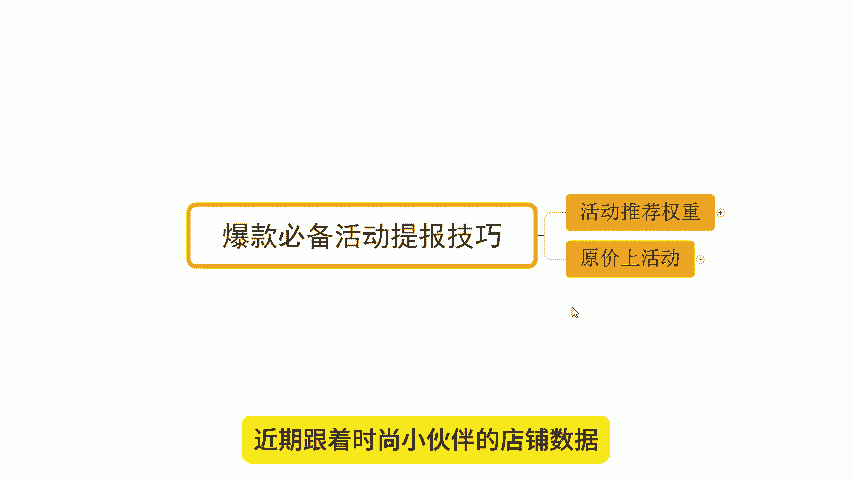 爆款必备活动提报技巧
活动推荐权重
原价上活动
近期跟着时尚小伙伴的店铺数据